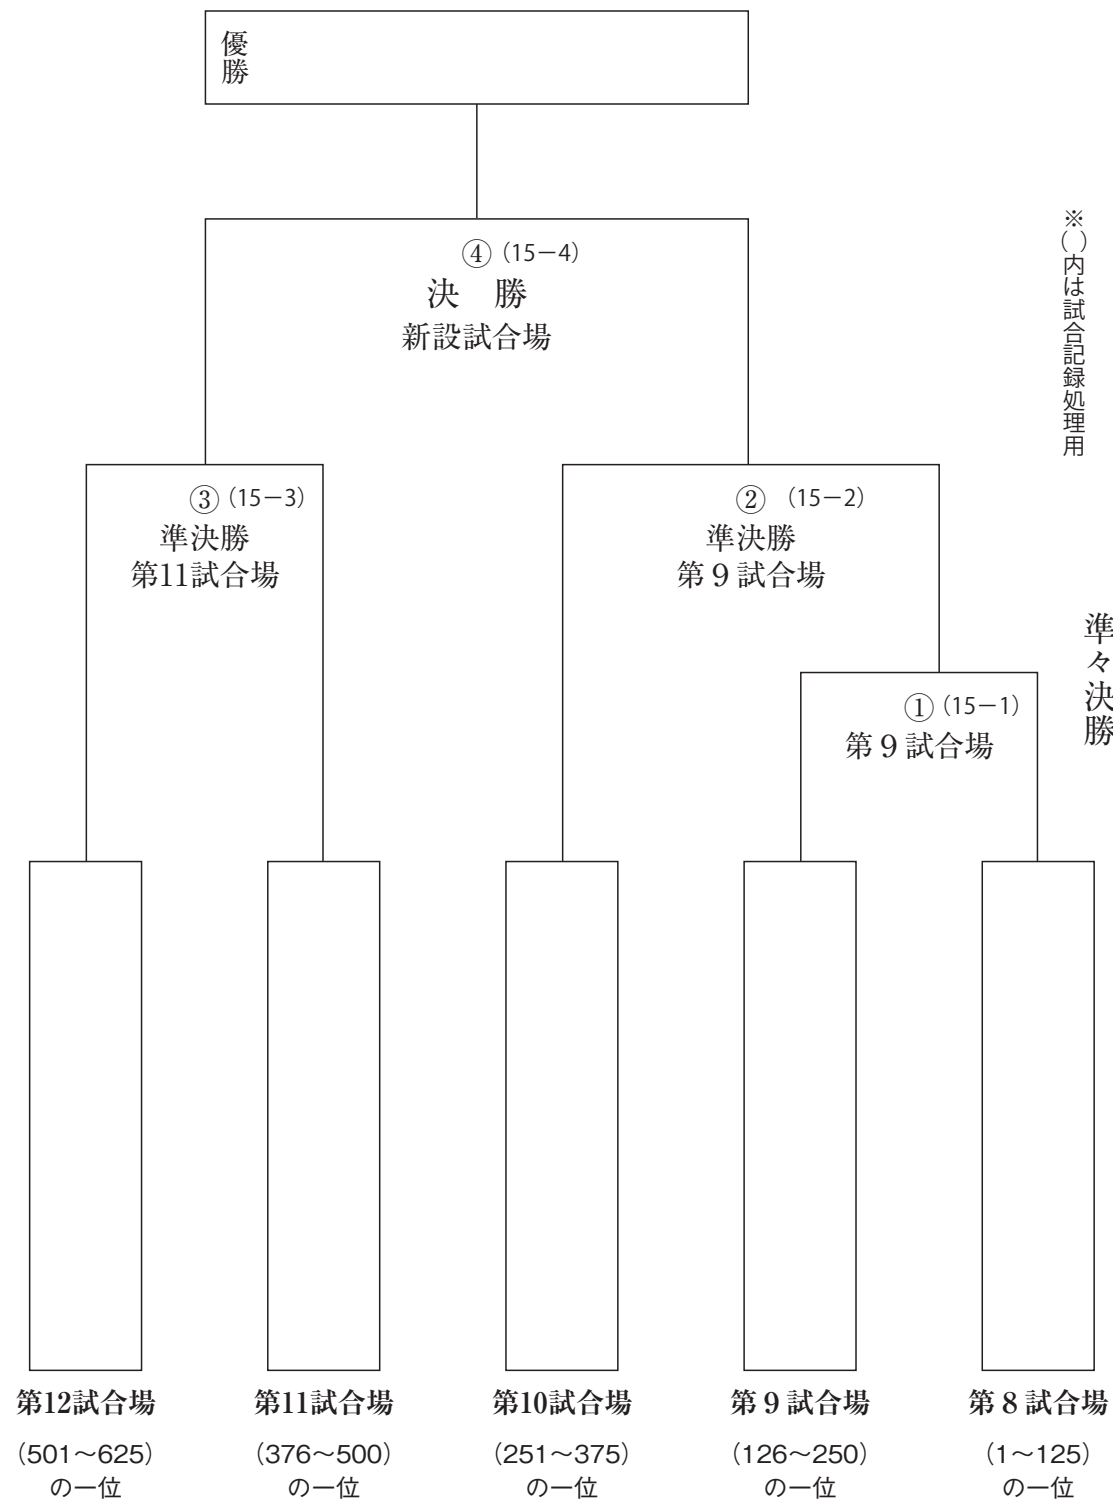 優勝
※( )内は試合記録処理用
④(15−4)
決　勝
新設試合場
③(15−3)
準決勝
第11試合場
② (15−2)
準決勝
第９試合場
準々決勝
①(15−1)
第９試合場
第12試合場
(501〜625)
の一位
第11試合場
(376〜500)
の一位
第10試合場
(251〜375)
の一位
第９試合場
(126〜250)
の一位
第８試合場
(1〜125)
の一位